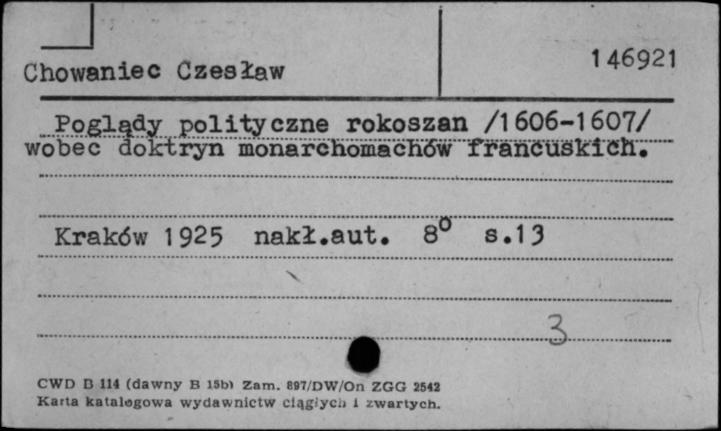 146921
Chowaniec Czesław
Poglądy polityczne rokoszan /1606-1607/
wobec doktryn monarchomachów francuskich.
Kraków 1925 nakł.aut. 8° s.13
3
CWD B 114 (dawny B 15b) Zam. 897/DW/On ZGG 2542
Karta katalogowa wydawnictw ciągłych i zwartych.